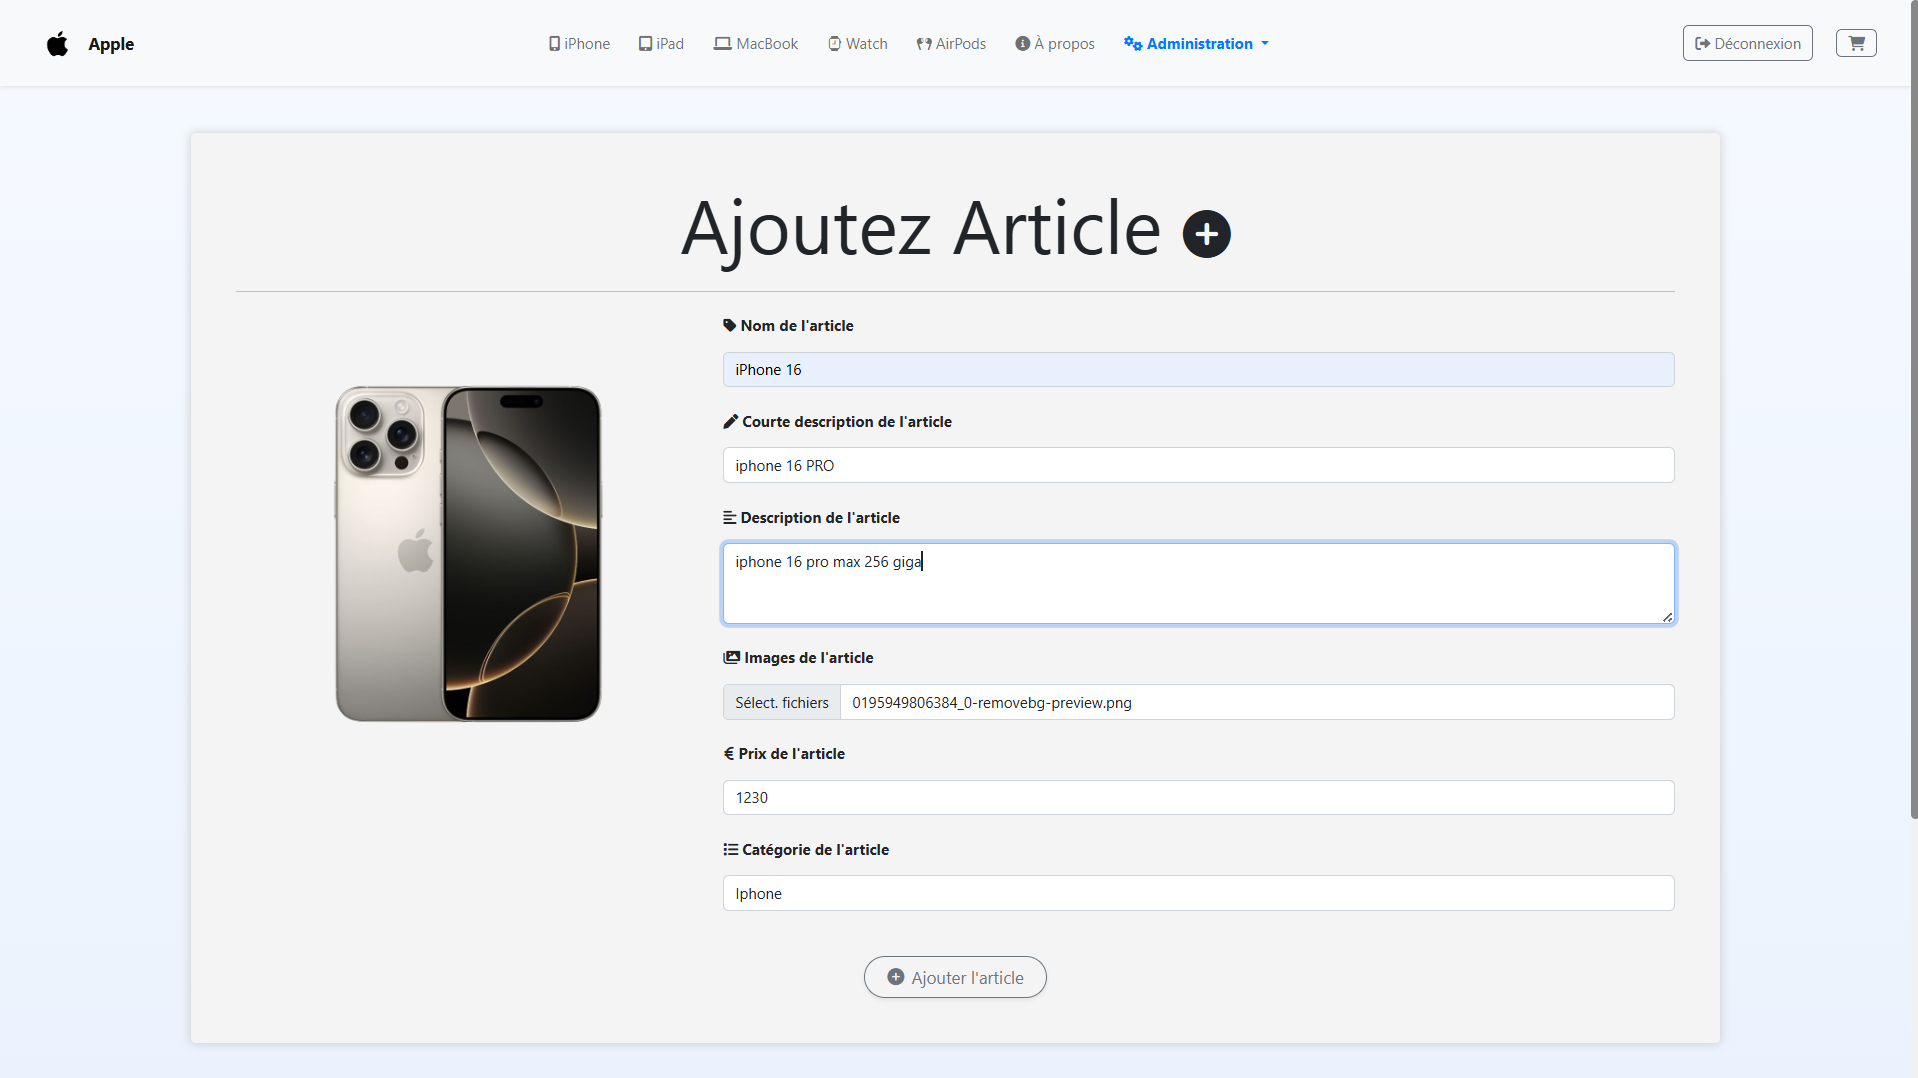 Apple
iPhone
iPad
MacBook
Watch
AirPods
À propos
Administration
Déconnexion
Ajoutez Article
Nom de l'article
iPhone 16
Courte description de l'article
iphone 16 PRO
Description de l'article
iphone 16 pro max 256 giga
Images de l'article
Sélect. fichiers 0195949806384_0-removebg-preview.png
€ Prix de l'article
1230
Catégorie de l'article
Iphone
Ajouter l'article